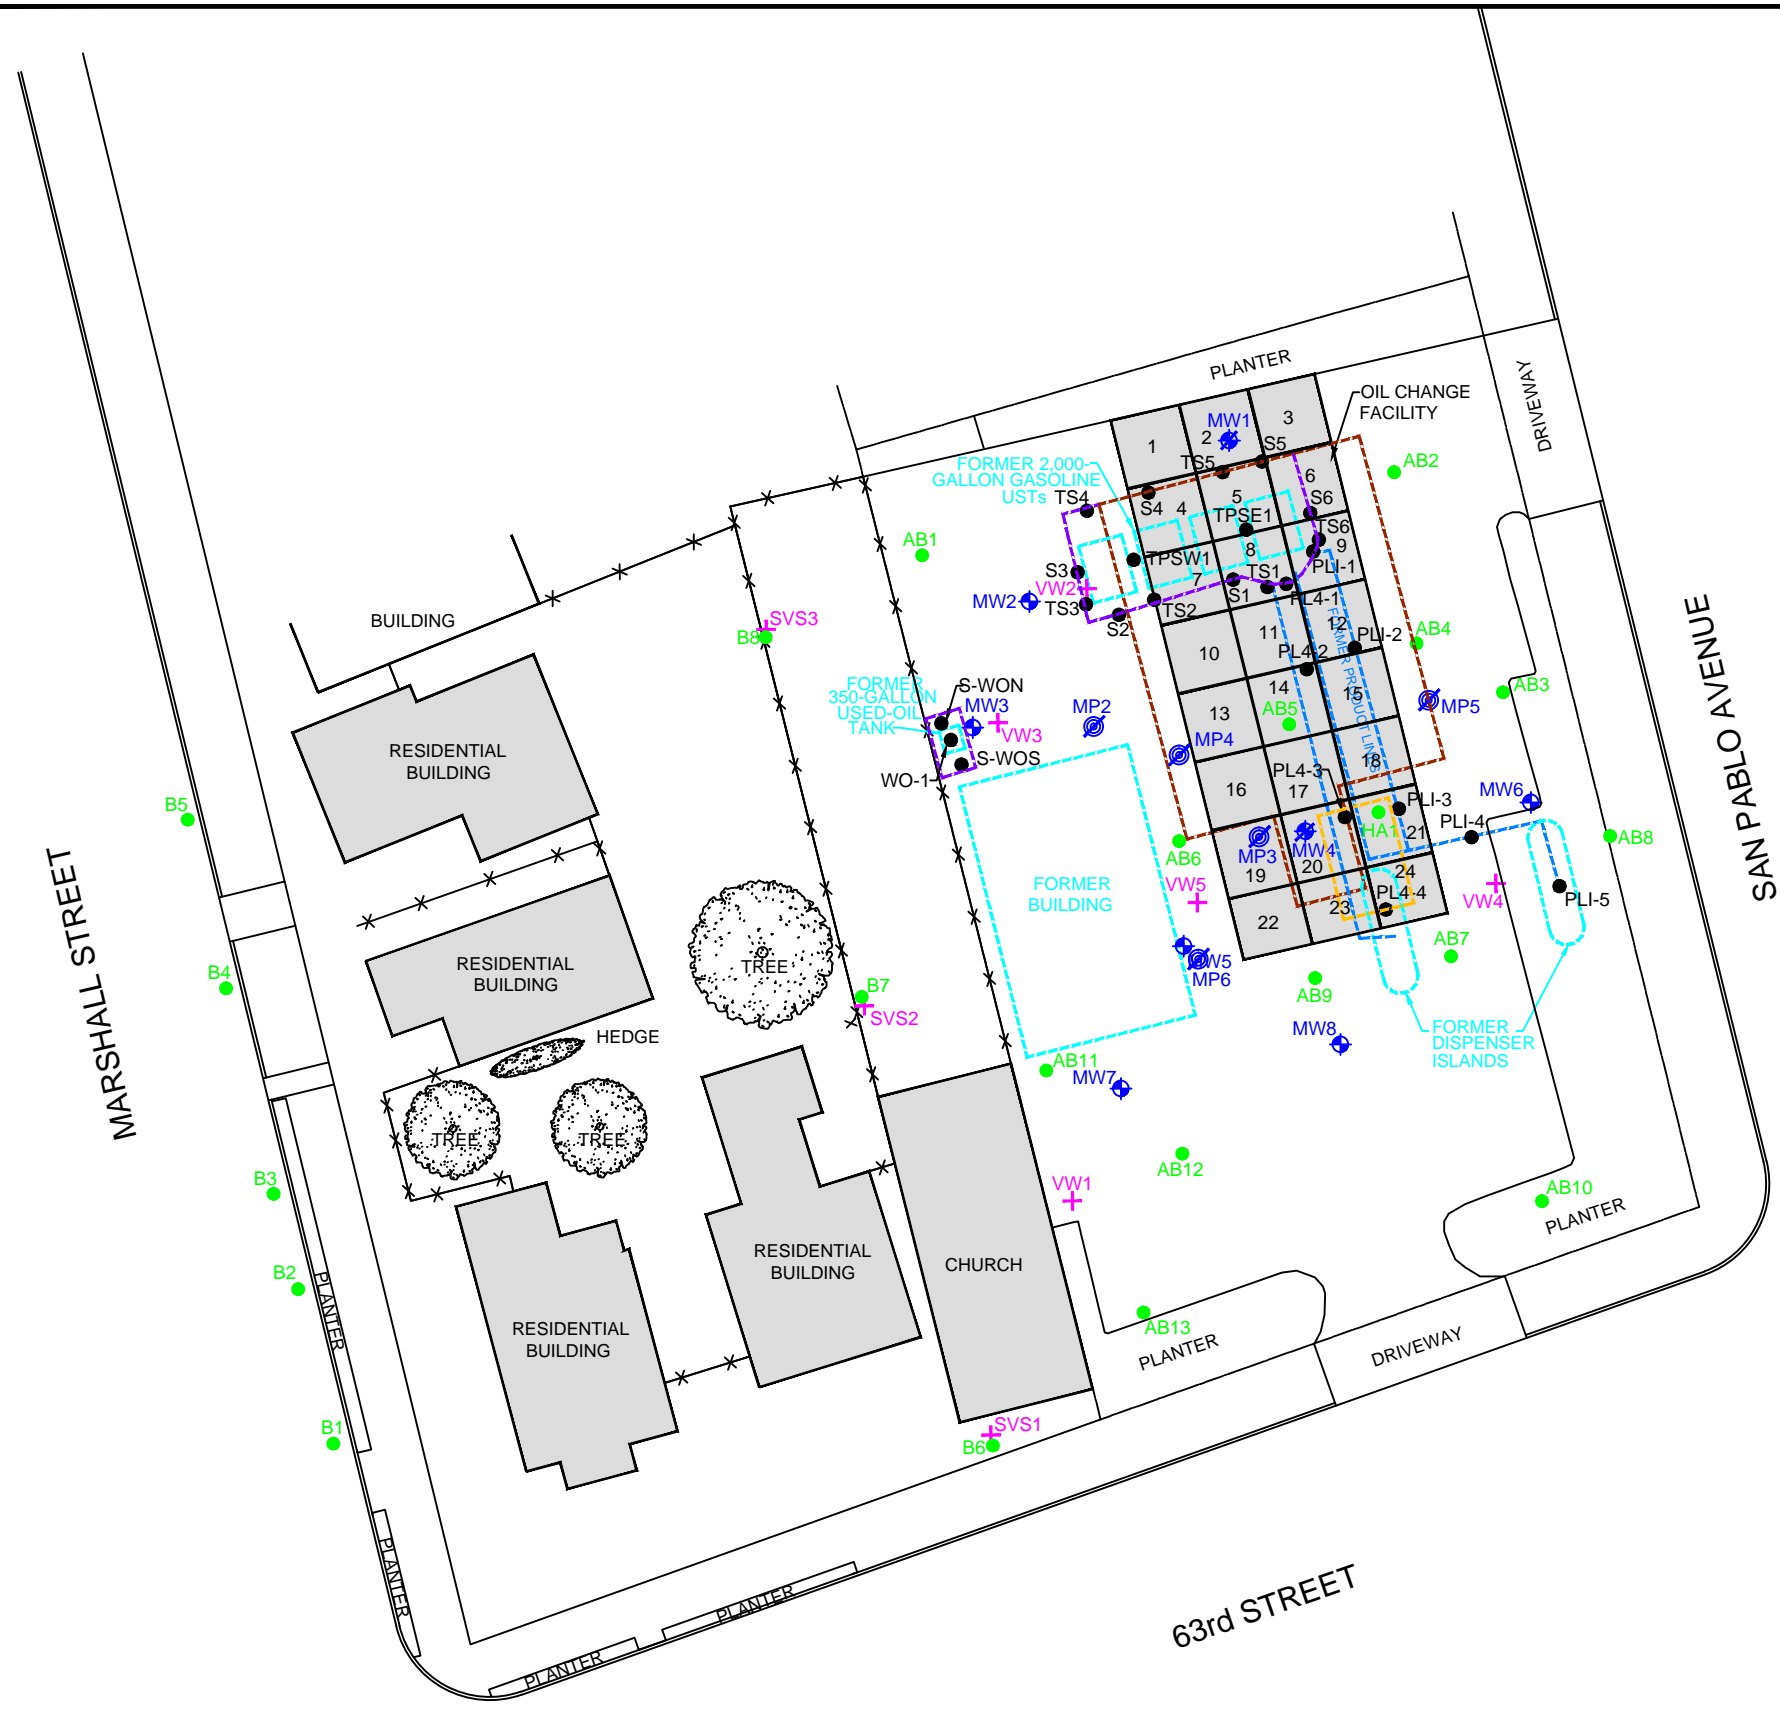 PLANTER
DRIVEWAY
OIL CHANGE
FACILITY
1
2
3
MW1
S5
TS5
FORMER 2,000-
GALLON GASOLINE
USTs
TS4
S4
4
5
6
S6
AB2
TPSE1
TS6
AB1
TPSW1
8
9
S3
TS1
PLI-1
VW2
7
S1
PL4-1
MW2
TS3
TS2
S2
BUILDING
SVS3
B8
11
12
PLI-2
AB4
10
PL4-2
FORMER PRODUCT LINES
FORMER
350-GALLON
USED-OIL
TANK
S-WON
MW3
VW3
MP2
13
14
15
AB5
MP5
AB3
MP4
S-WOS
WO-1
RESIDENTIAL
BUILDING
16
17
18
PL4-3
MW6
PLI-3
PLI-4
B5
HA1
21
AB8
AB6
MP3
MW4
SAN PABLO AVENUE
MARSHALL STREET
FORMER
BUILDING
19
20
24
VW5
PL4-4
VW4
PLI-5
22
23
RESIDENTIAL
BUILDING
TREE
B4
MW5
MP6
AB7
B7
SVS2
AB9
HEDGE
MW8
FORMER
DISPENSER
ISLANDS
AB11
MW7
TREE
TREE
AB12
B3
VW1
AB10
PLANTER
B2
PLANTER
RESIDENTIAL
BUILDING
CHURCH
RESIDENTIAL
BUILDING
AB13
PLANTER
DRIVEWAY
B1
SVS1
B6
PLANTER
PLANTER
PLANTER
63rd STREET